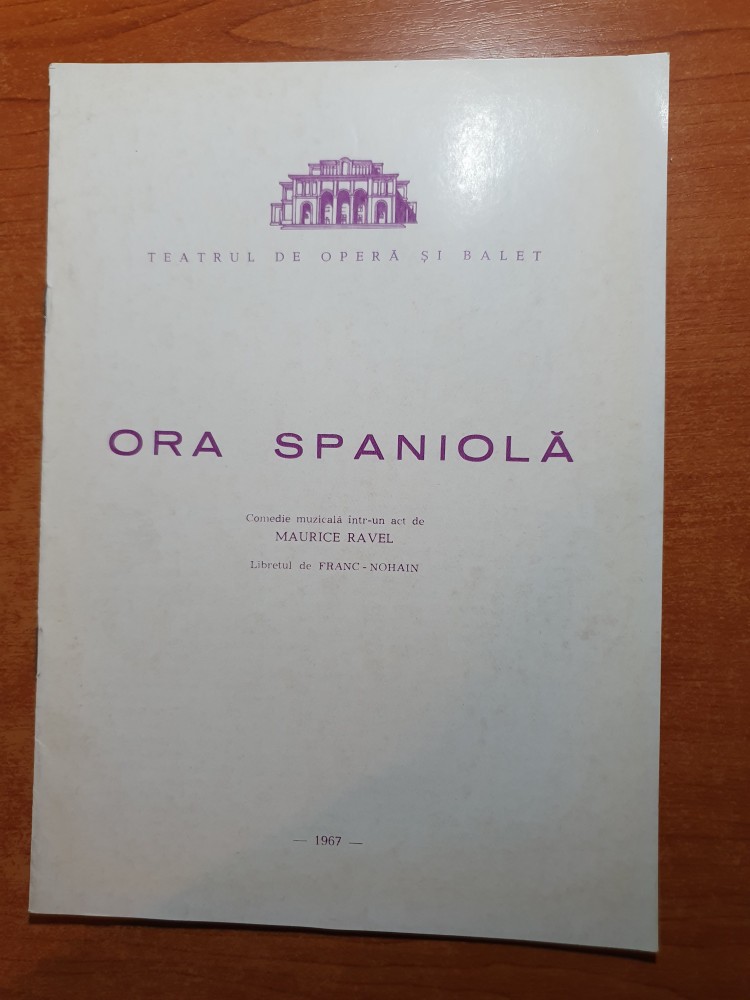 TEATRUL DE OPERĂ ȘI BALET
ORA SPANIOLĂ
Comedie muzicală într-un act de
MAURICE RAVEL
Libretul de FRANC - NOHAIN
— 1967 —